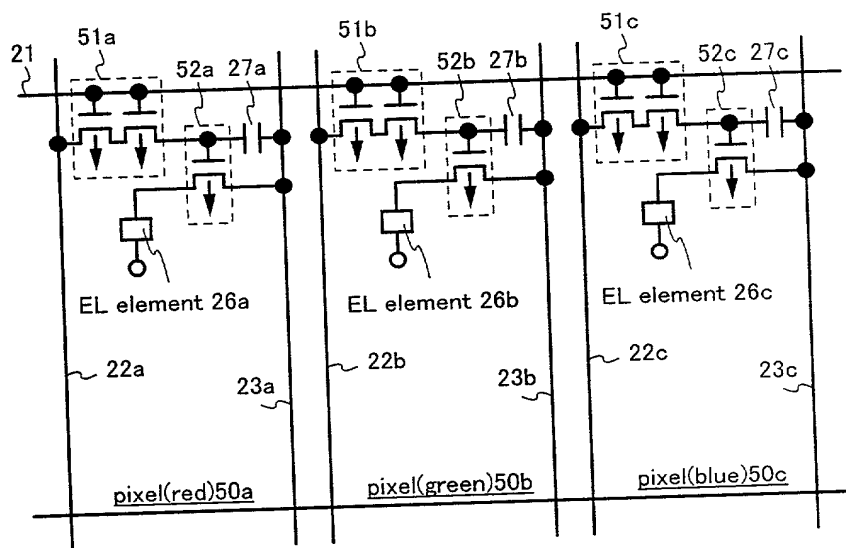 21
51a
52a
27a
51b
52b
27b
51c
52c
27c
EL element 26a
EL element 26b
EL element 26c
22a
23a
22b
23b
22c
23c
pixel(red)50a
pixel(green)50b
pixel(blue)50c